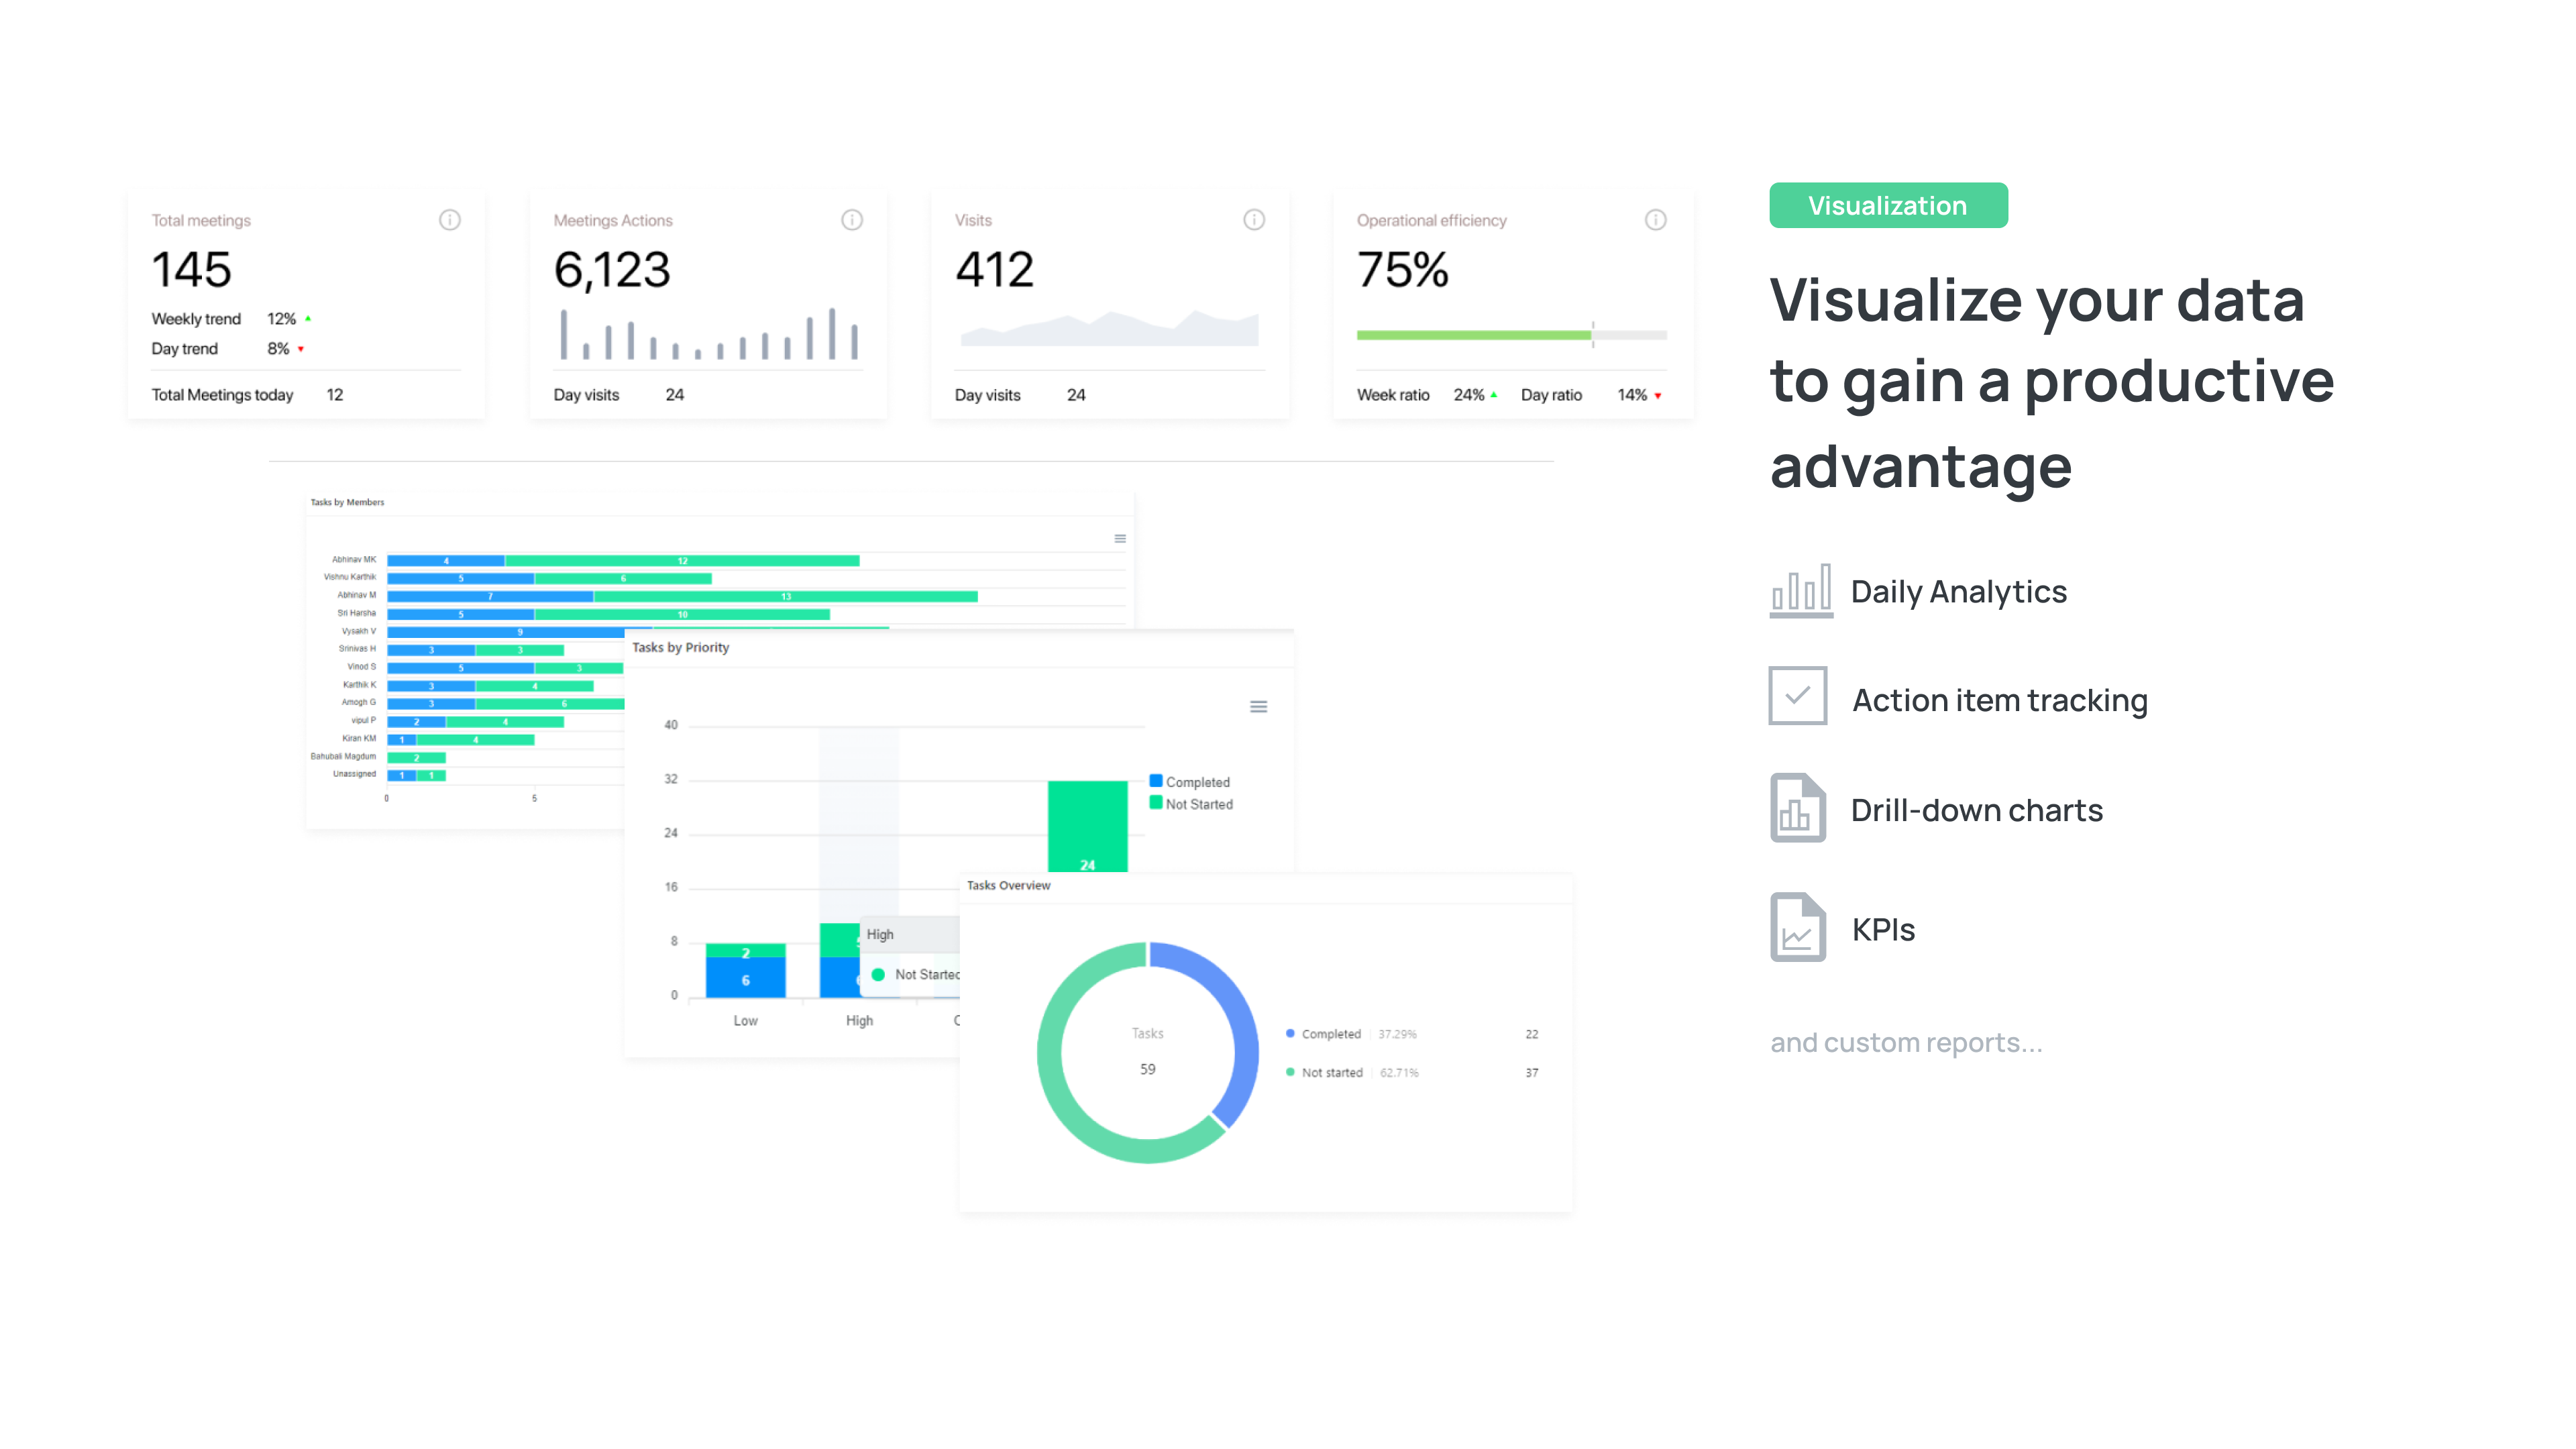 Total meetings
145
Weekly trend 12%
Day trend 8%
Total Meetings today 12
Meetings Actions
6,123
Day visits 24
Visits
412
Day visits 24
Operational efficiency
75%
Week ratio 24% Day ratio 14%
Tasks by Members
Abhinav MK 4 12
Vishnu Karthik 5 6
Abhinav M 7 13
Sri Harsha 5 10
Vysakh V 9
Srinivas H 3 3
Vinod S 5 3
Karthik K 3 4
Amogh G 3 6
vipul P 2 4
Kiran KM 1 4
Bahubali Magdum 2
Unassigned 1 1
0 5
Tasks by Priority
40
32
24
16
8
0
Completed
Not Started
24
2
6
High
Not Started
Low High
Tasks Overview
Tasks
59
Completed 37.29% 22
Not started 62.71% 37
Visualization
Visualize your data
to gain a productive
advantage
Daily Analytics
Action item tracking
Drill-down charts
KPIs
and custom reports...